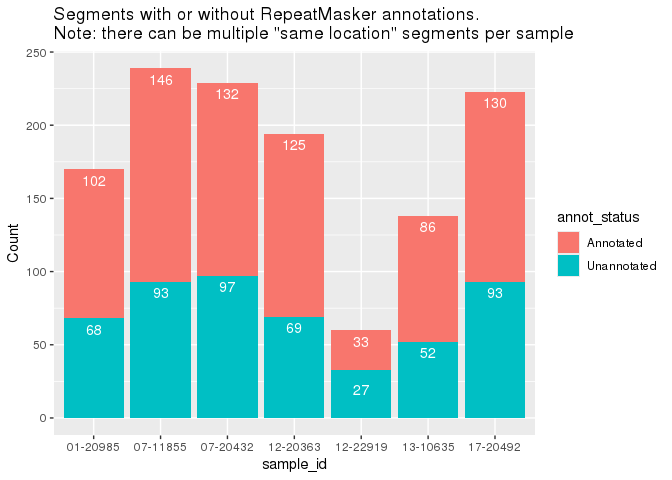 Segments with or without RepeatMasker annotations.
Note: there can be multiple "same location" segments per sample
250
200
150
100
50
0
Count
102
68
146
93
132
97
125
69
33
27
86
52
130
93
01-20985 07-11855 07-20432 12-20363 12-22919 13-10635 17-20492
sample_id
annot_status
Annotated
Unannotated